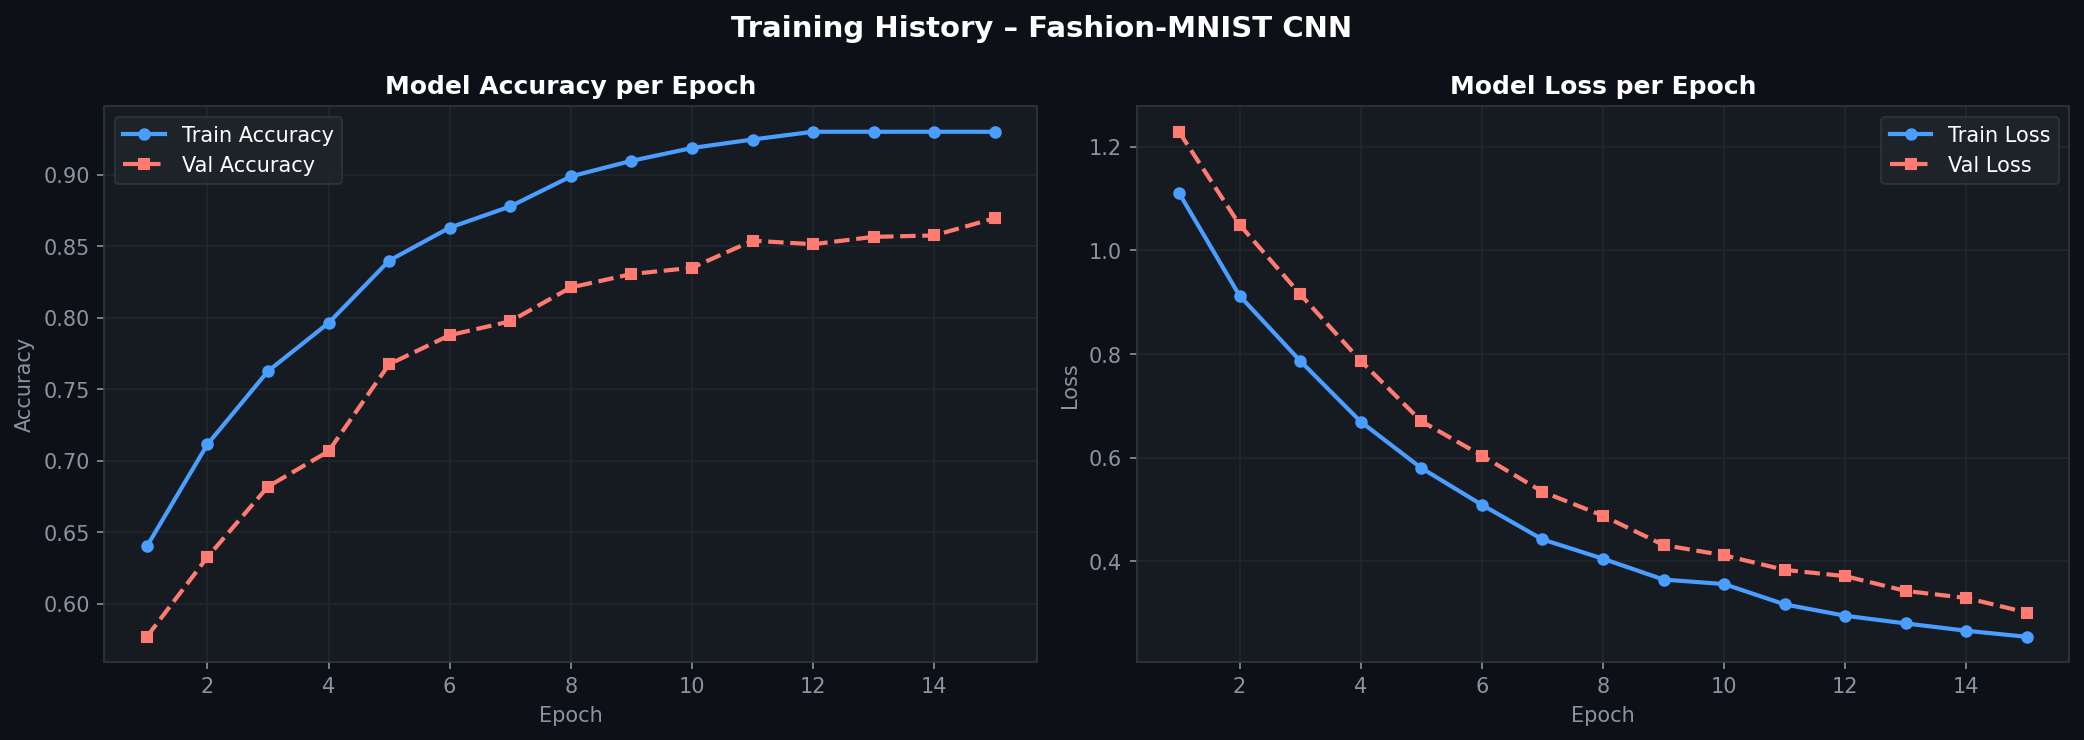 Training History – Fashion-MNIST CNN
Model Accuracy per Epoch
Train Accuracy
Val Accuracy
0.90
0.85
0.80
0.75
0.70
0.65
0.60
Accuracy
2 4 6 8 10 12 14
Epoch
Model Loss per Epoch
Train Loss
Val Loss
1.2
1.0
0.8
0.6
0.4
Loss
2 4 6 8 10 12 14
Epoch